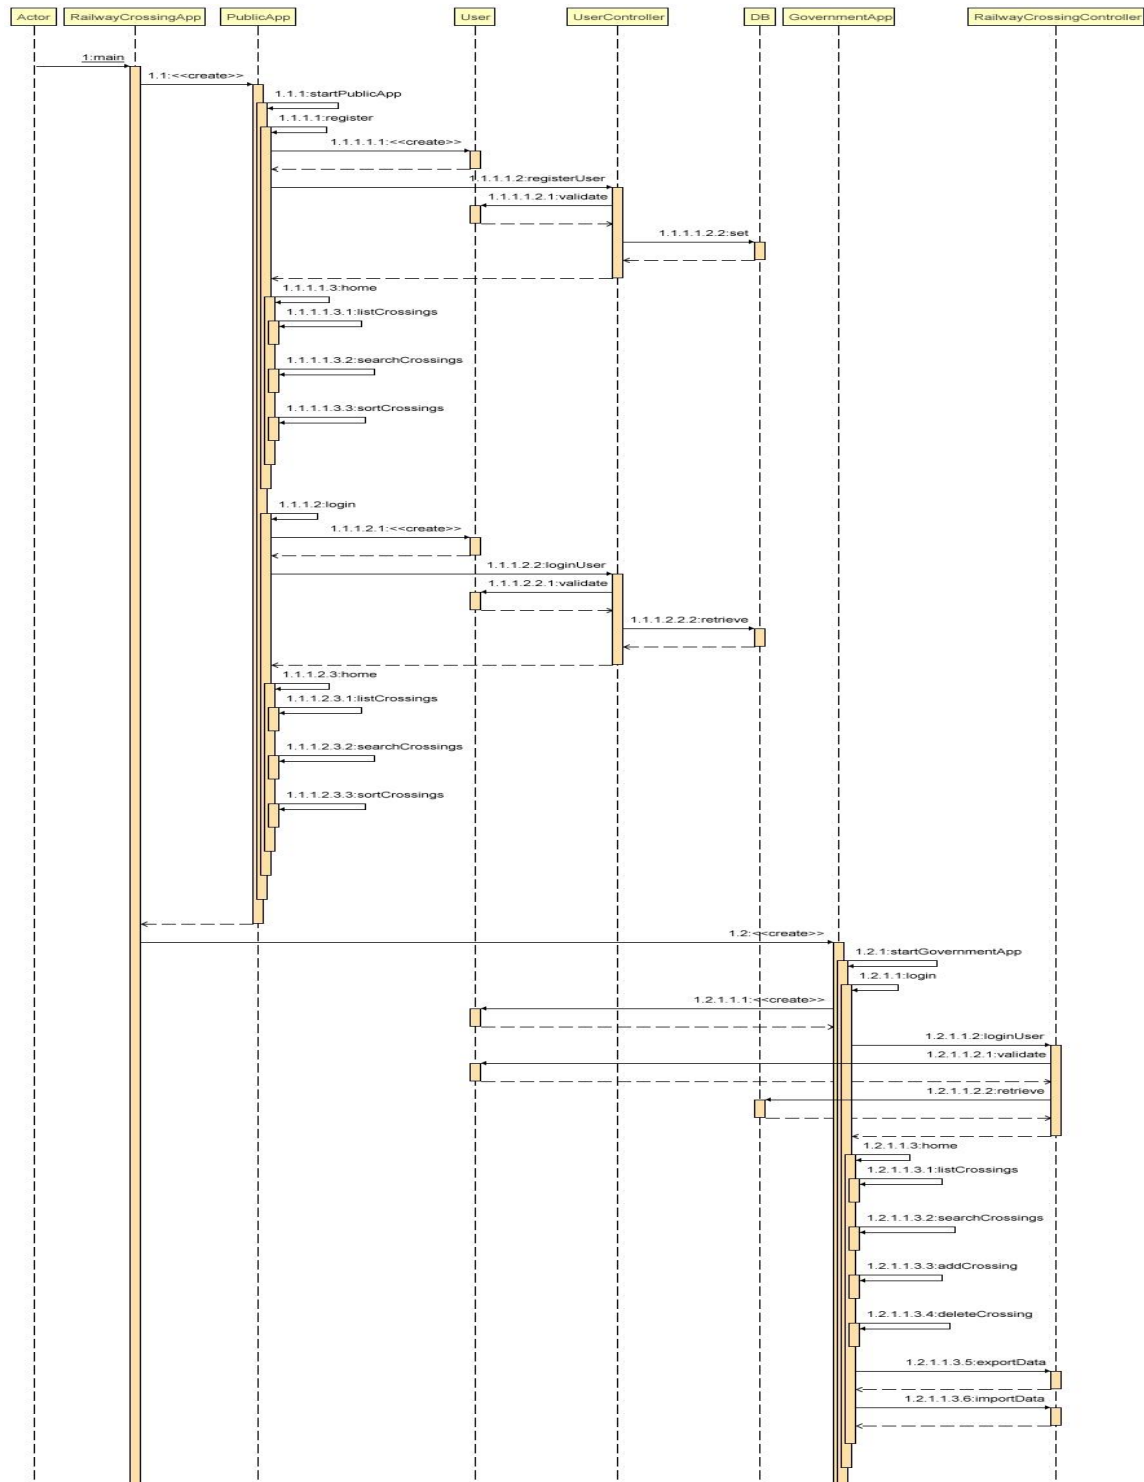 Actor RailwayCrossingApp PublicApp User UserController DB GovernmentApp RailwayCrossingController
1:main
1.1:<<create>>
1.1.1:startPublicApp
1.1.1.1:register
1.1.1.1.1:<<create>>
1.1.1.1.2:registerUser
1.1.1.1.2.1:validate
1.1.1.1.2.2:set
1.1.1.1.3:home
1.1.1.1.3.1:listCrossings
1.1.1.1.3.2:searchCrossings
1.1.1.1.3.3:sortCrossings
1.1.1.2:login
1.1.1.2.1:<<create>>
1.1.1.2.2:loginUser
1.1.1.2.2.1:validate
1.1.1.2.2.2:retrieve
1.1.1.2.3:home
1.1.1.2.3.1:listCrossings
1.1.1.2.3.2:searchCrossings
1.1.1.2.3.3:sortCrossings
1.2:<<create>>
1.2.1:startGovernmentApp
1.2.1.1:login
1.2.1.1.1:<<create>>
1.2.1.1.2:loginUser
1.2.1.1.2.1:validate
1.2.1.1.2.2:retrieve
1.2.1.1.3:home
1.2.1.1.3.1:listCrossings
1.2.1.1.3.2:searchCrossings
1.2.1.1.3.3:addCrossing
1.2.1.1.3.4:deleteCrossing
1.2.1.1.3.5:exportData
1.2.1.1.3.6:importData